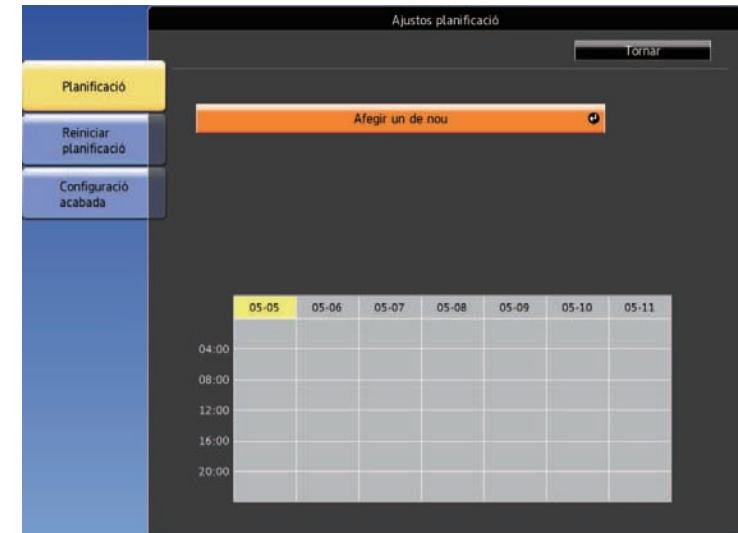 Ajustos planificació
Tornar
Planificació
Reiniciar
planificació
Configuració
acabada
Afegir un de nou
05-05 05-06 05-07 05-08 05-09 05-10 05-11
04:00
08:00
12:00
16:00
20:00